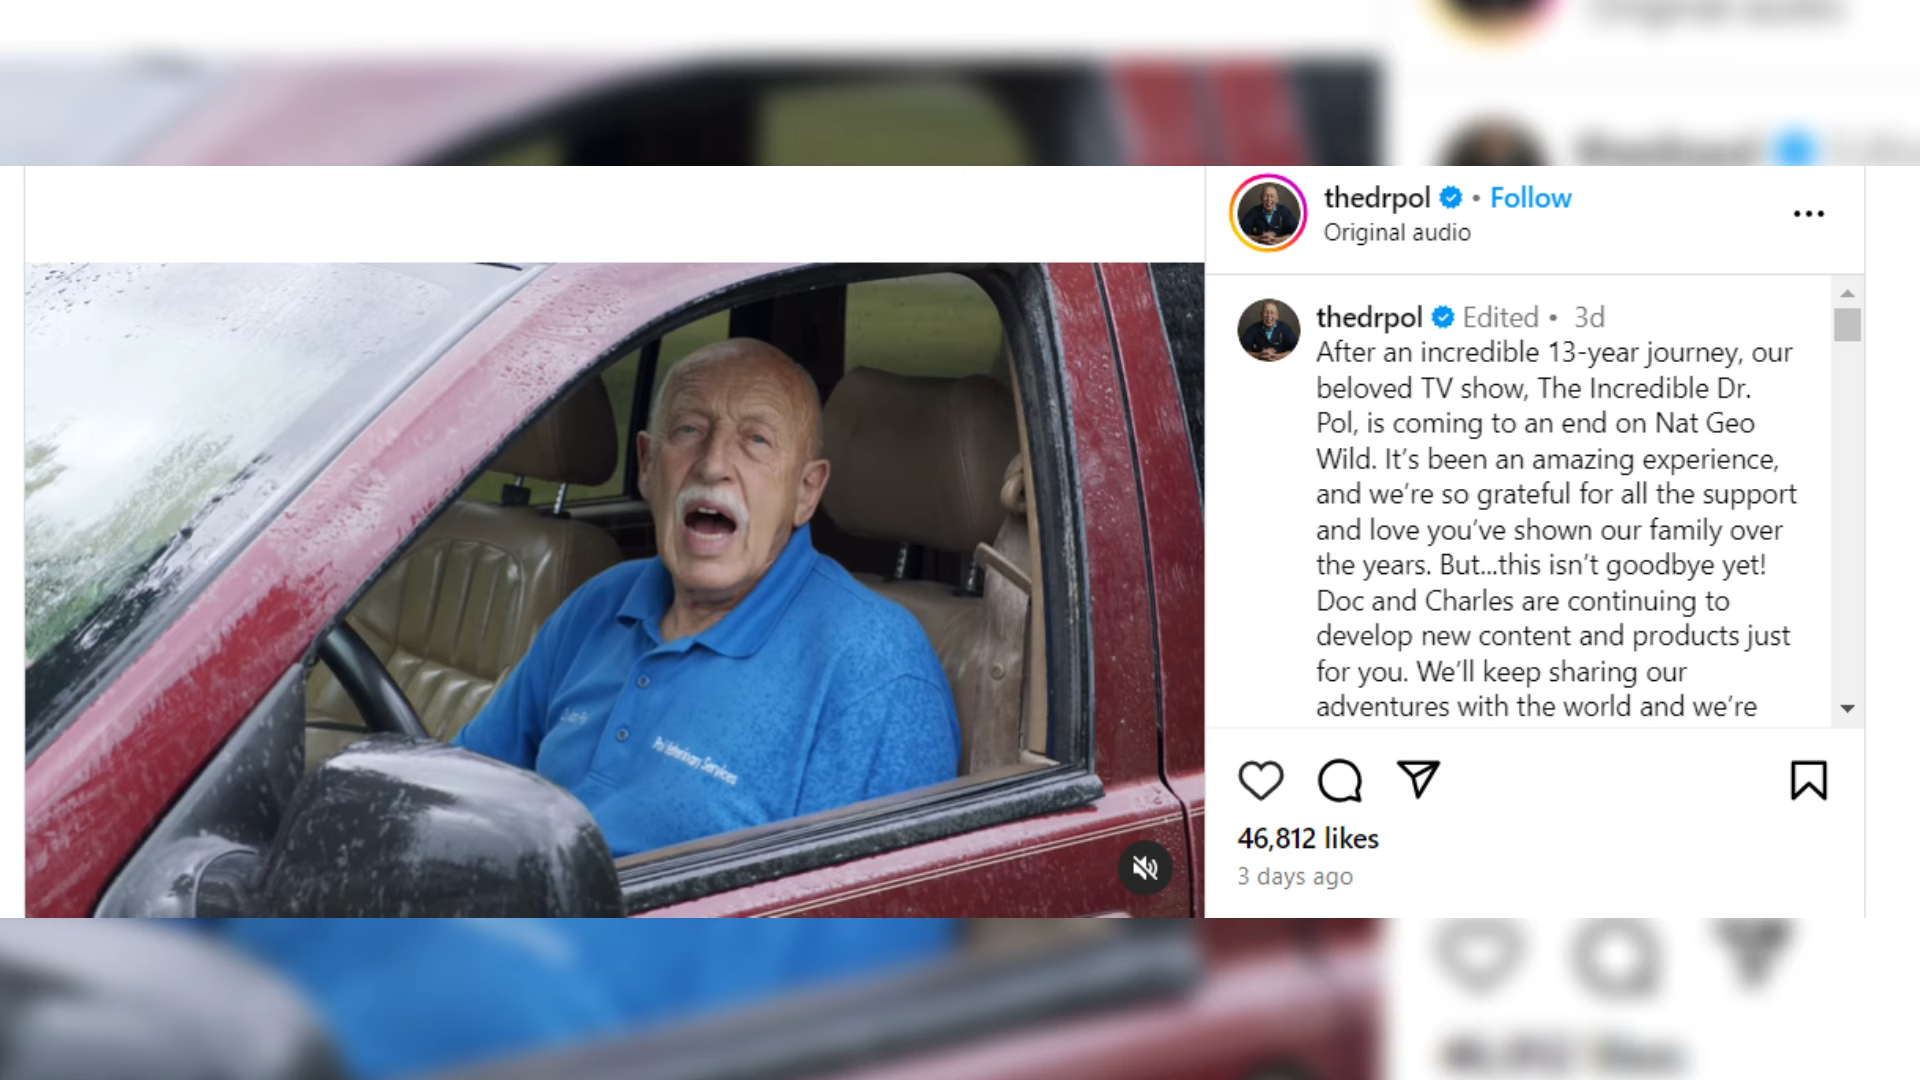 thedrpol • Follow
Original audio
thedrpol Edited • 3d
After an incredible 13-year journey, our
beloved TV show, The Incredible Dr.
Pol, is coming to an end on Nat Geo
Wild. It’s been an amazing experience,
and we’re so grateful for all the support
and love you’ve shown our family over
the years. But...this isn’t goodbye yet!
Doc and Charles are continuing to
develop new content and products just
for you. We’ll keep sharing our
adventures with the world and we’re
46,812 likes
3 days ago
Pol Veterinary Services